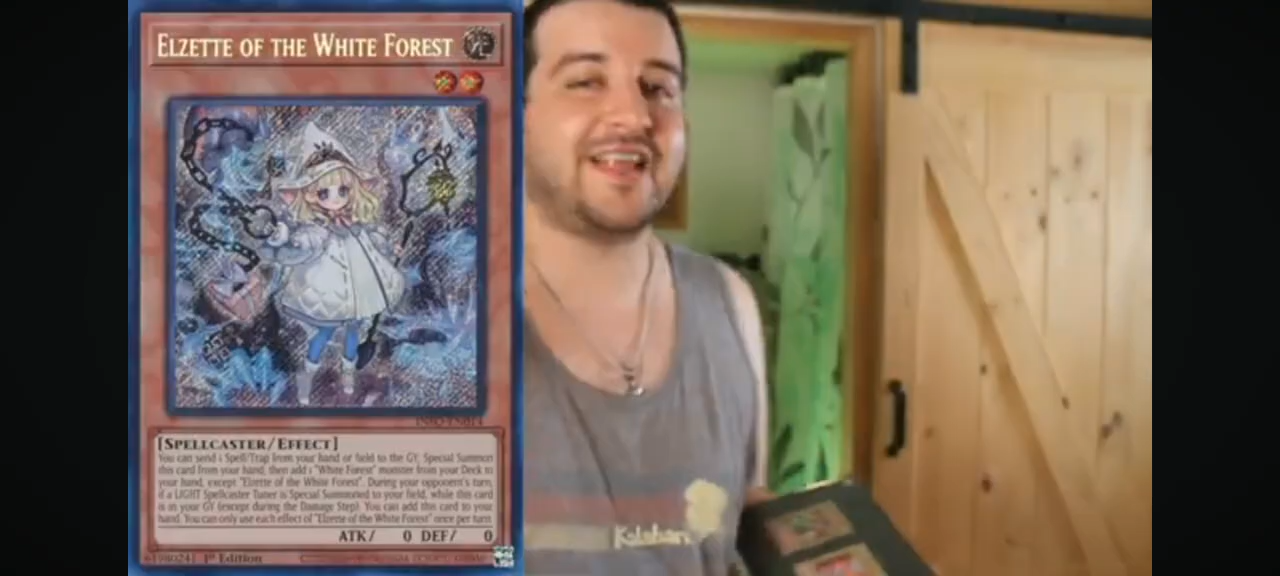 ELZETTE OF THE WHITE FOREST
INFO-EN014
[SPELLCASTER/EFFECT]
You can send 1 Spell/Trap from your hand or field to the GY; Special Summon
this card from your hand, then add 1 "White Forest" monster from your Deck to
your hand, except "Elzette of the White Forest". During your opponent's turn,
if a LIGHT Spellcaster Tuner is Special Summoned to your field, while this card
is in your GY (except during the Damage Step): You can add this card to your
hand. You can only use each effect of "Elzette of the White Forest" once per turn.
ATK/ 0 DEF/ 0
61980241 1st Edition